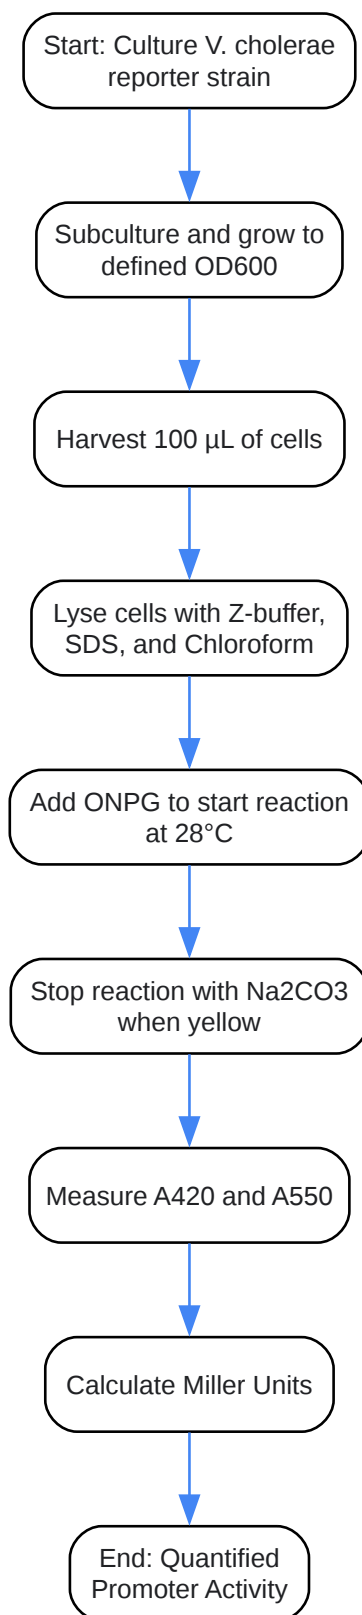 Start: Culture V. cholerae
reporter strain
Subculture and grow to
defined OD600
Harvest 100 µL of cells
Lyse cells with Z-buffer,
SDS, and Chloroform
Add ONPG to start reaction
at 28°C
Stop reaction with Na2CO3
when yellow
Measure A420 and A550
Calculate Miller Units
End: Quantified
Promoter Activity